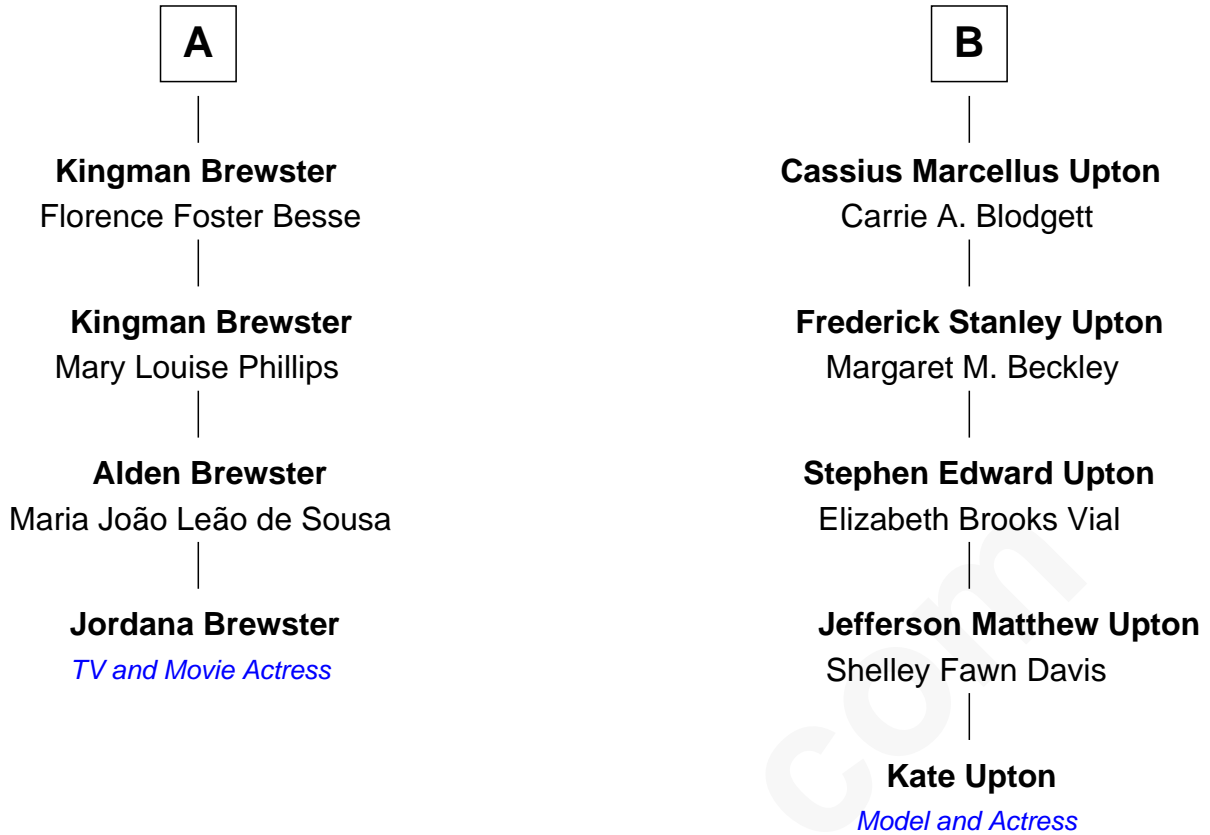 A
Kingman Brewster
Florence Foster Besse
Kingman Brewster
Mary Louise Phillips
Alden Brewster
Maria João Leão de Sousa
Jordana Brewster
TV and Movie Actress
B
Cassius Marcellus Upton
Carrie A. Blodgett
Frederick Stanley Upton
Margaret M. Beckley
Stephen Edward Upton
Elizabeth Brooks Vial
Jefferson Matthew Upton
Shelley Fawn Davis
Kate Upton
Model and Actress
com